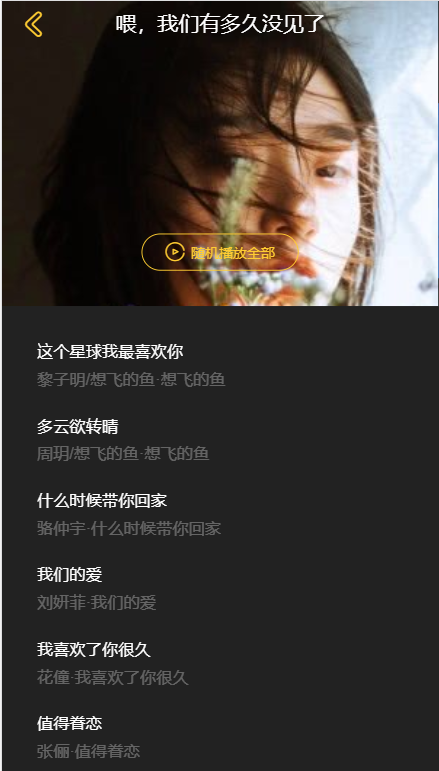 喂，我们有多久没见了
随机播放全部
这个星球我最喜欢你
黎子明/想飞的鱼·想飞的鱼
多云欲转晴
周玥/想飞的鱼·想飞的鱼
什么时候带你回家
骆仲宇·什么时候带你回家
我们的爱
刘妍菲·我们的爱
我喜欢了你很久
花僮·我喜欢了你很久
值得眷恋
张俪·值得眷恋